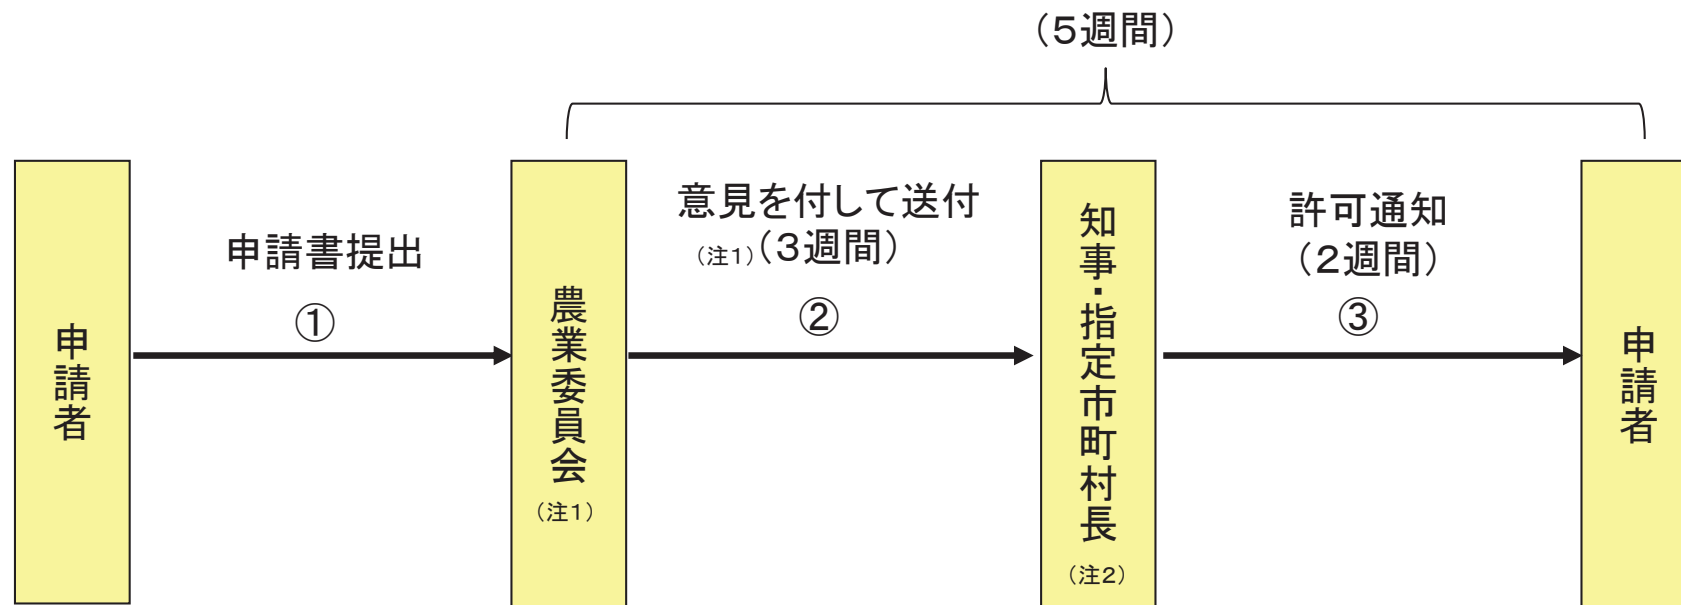 （５週間）
申請者
申請書提出
①
農業委員会
（注１）
意見を付して送付
（注１）（３週間）
②
知事・指定市町村長
（注２）
許可通知
（２週間）
③
申請者